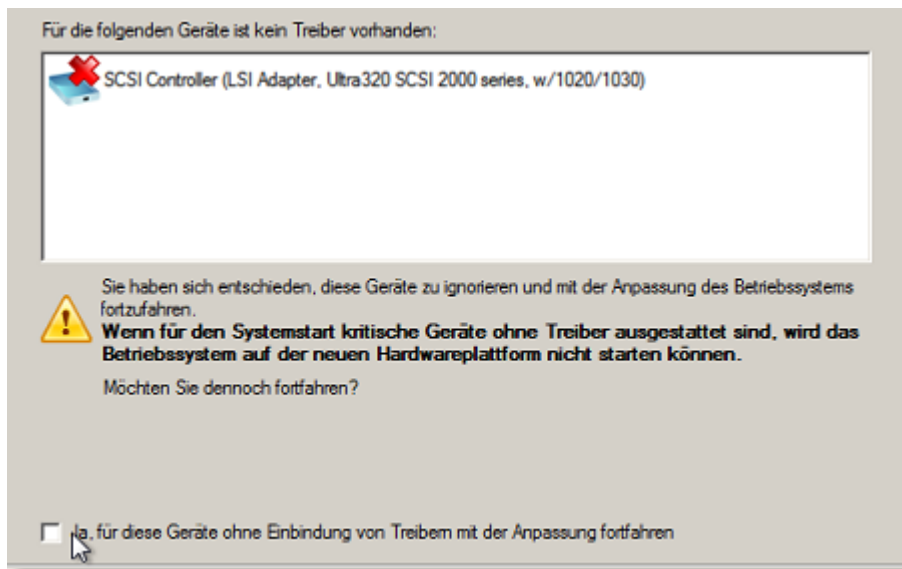 Für die folgenden Geräte ist kein Treiber vorhanden:
SCSI Controller (LSI Adapter, Ultra320 SCSI 2000 series, w/1020/1030)
Sie haben sich entschieden, diese Geräte zu ignorieren und mit der Anpassung des Betriebssystems
fortzufahren.
Wenn für den Systemstart kritische Geräte ohne Treiber ausgestattet sind, wird das
Betriebssystem auf der neuen Hardwareplattform nicht starten können.
Möchten Sie dennoch fortfahren?
Ja, für diese Geräte ohne Einbindung von Treibern mit der Anpassung fortfahren